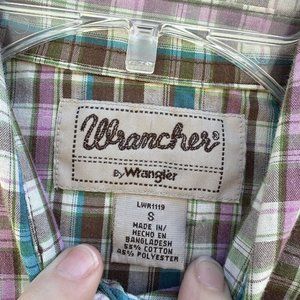 Wrancher®
By Wrangler
LWR1119
S
MADE IN/
HECHO EN
BANGLADESH
55% COTTON
45% POLYESTER